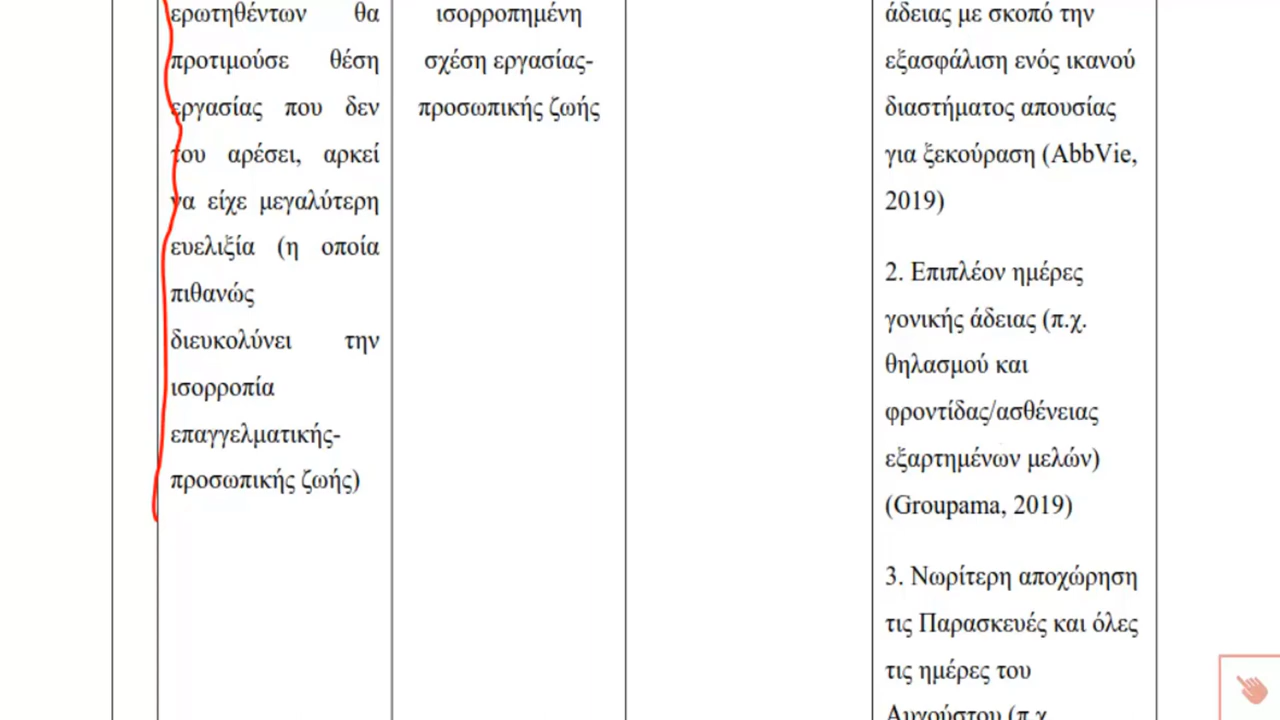 ερωτηθέντων θα
προτιμούσε θέση
εργασίας που δεν
του αρέσει, αρκεί
να είχε μεγαλύτερη
ευελιξία (η οποία
πιθανώς
διευκολύνει την
ισορροπία
επαγγελματικής-
προσωπικής ζωής)
ισορροπημένη
σχέση εργασίας-
προσωπικής ζωής
άδειας με σκοπό την
εξασφάλιση ενός ικανού
διαστήματος απουσίας
για ξεκούραση (AbbVie,
2019)
2. Επιπλέον ημέρες
γονικής άδειας (π.χ.
θηλασμού και
φροντίδας/ασθένειας
εξαρτημένων μελών)
(Groupama, 2019)
3. Νωρίτερη αποχώρηση
τις Παρασκευές και όλες
τις ημέρες του
Αυγούστου (π.χ.